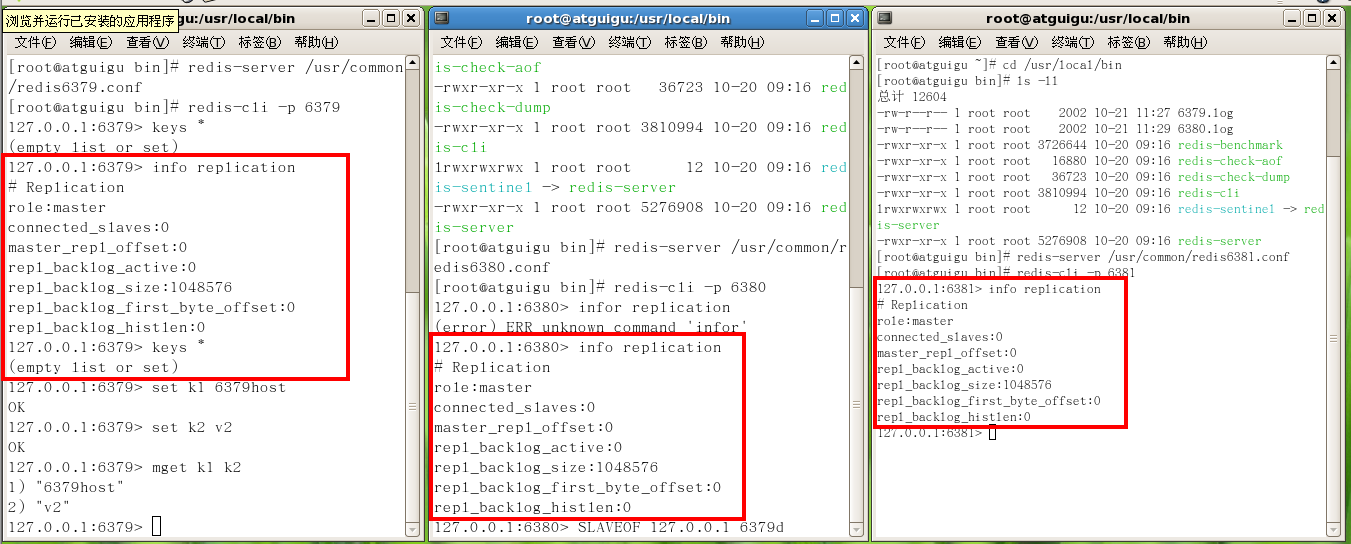 浏览并运行已安装的应用程序
g:/usr/local/bin
文件(F) 编辑(E) 查看(V) 终端(T) 标签(B) 帮助(H)
[root@atguigu bin]# redis-server /usr/common
/redis6379.conf
[root@atguigu bin]# redis-cli -p 6379
127.0.0.1:6379> keys *
(empty list or set)
127.0.0.1:6379> info replication
# Replication
role:master
connected_slaves:0
master_repl_offset:0
repl_backlog_active:0
repl_backlog_size:1048576
repl_backlog_first_byte_offset:0
repl_backlog_histlen:0
127.0.0.1:6379> keys *
(empty list or set)
127.0.0.1:6379> set k1 6379host
OK
127.0.0.1:6379> set k2 v2
OK
127.0.0.1:6379> mget k1 k2
1) "6379host"
2) "v2"
127.0.0.1:6379>
root@atguigu:/usr/local/bin
文件(F) 编辑(E) 查看(V) 终端(T) 标签(B) 帮助(H)
is-check-aof
-rwxr-xr-x 1 root root 36723 10-20 09:16 red
is-check-dump
-rwxr-xr-x 1 root root 3810994 10-20 09:16 red
is-cli
lrwxrwxrwx 1 root root 12 10-20 09:16 red
is-sentinel -> redis-server
-rwxr-xr-x 1 root root 5276908 10-20 09:16 red
is-server
[root@atguigu bin]# redis-server /usr/common/r
edis6380.conf
[root@atguigu bin]# redis-cli -p 6380
127.0.0.1:6380> infor replication
(error) ERR unknown command 'infor'
127.0.0.1:6380> info replication
# Replication
role:master
connected_slaves:0
master_repl_offset:0
repl_backlog_active:0
repl_backlog_size:1048576
repl_backlog_first_byte_offset:0
repl_backlog_histlen:0
127.0.0.1:6380> SLAVEOF 127.0.0.1 6379d
root@atguigu:/usr/local/bin
文件(F) 编辑(E) 查看(V) 终端(T) 标签(B) 帮助(H)
[root@atguigu ~]# cd /usr/local/bin
[root@atguigu bin]# ls -ll
总计 12604
-rw-r--r-- 1 root root 2002 10-21 11:27 6379.log
-rw-r--r-- 1 root root 2002 10-21 11:29 6380.log
-rwxr-xr-x 1 root root 3726644 10-20 09:16 redis-benchmark
-rwxr-xr-x 1 root root 16880 10-20 09:16 redis-check-aof
-rwxr-xr-x 1 root root 36723 10-20 09:16 redis-check-dump
-rwxr-xr-x 1 root root 3810994 10-20 09:16 redis-cli
lrwxrwxrwx 1 root root 12 10-20 09:16 redis-sentinel -> red
is-server
-rwxr-xr-x 1 root root 5276908 10-20 09:16 redis-server
[root@atguigu bin]# redis-server /usr/common/redis6381.conf
[root@atguigu bin]# redis-cli -p 6381
127.0.0.1:6381> info replication
# Replication
role:master
connected_slaves:0
master_repl_offset:0
repl_backlog_active:0
repl_backlog_size:1048576
repl_backlog_first_byte_offset:0
repl_backlog_histlen:0
127.0.0.1:6381>